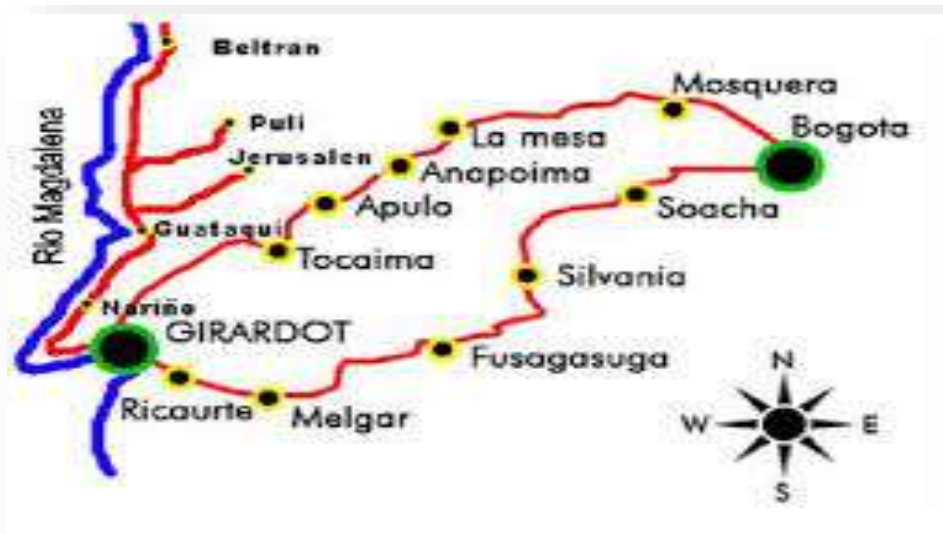 Beltran
Mosquera
Puli
La mesa
Bogota
Jerusalen
Anapoima
Rio Magdalena
Apulo
Soacha
Guataqui
Tocaima
Silvania
Nariño
GIRARDOT
Fusagasuga
Ricaurte
Melgar
N
W
E
S